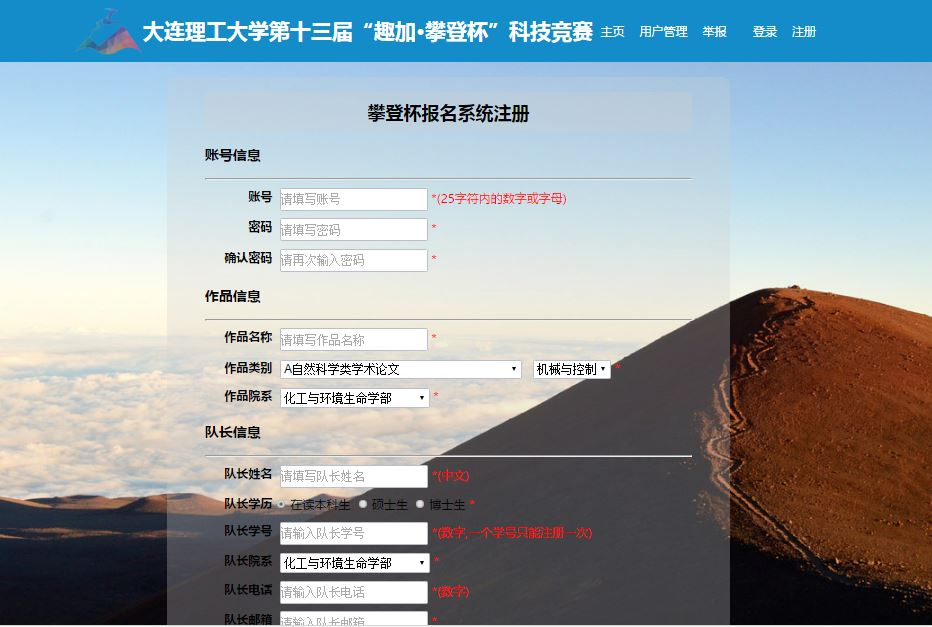 大连理工大学第十三届“趣加·攀登杯”科技竞赛 主页 用户管理 举报 登录 注册
攀登杯报名系统注册
账号信息
账号 请填写账号 *(25字符内的数字或字母)
密码 请填写密码 *
确认密码 请再次输入密码 *
作品信息
作品名称 请填写作品名称 *
作品类别 A自然科学类学术论文 机械与控制 *
作品院系 化工与环境生命学部 *
队长信息
队长姓名 请填写队长姓名 *(中文)
队长学历 在读本科生 硕士生 博士生 *
队长学号 请输入队长学号 *(数字,一个学号只能注册一次)
队长院系 化工与环境生命学部 *
队长电话 请输入队长电话 *(数字)
队长邮箱 请输入队长邮箱 *